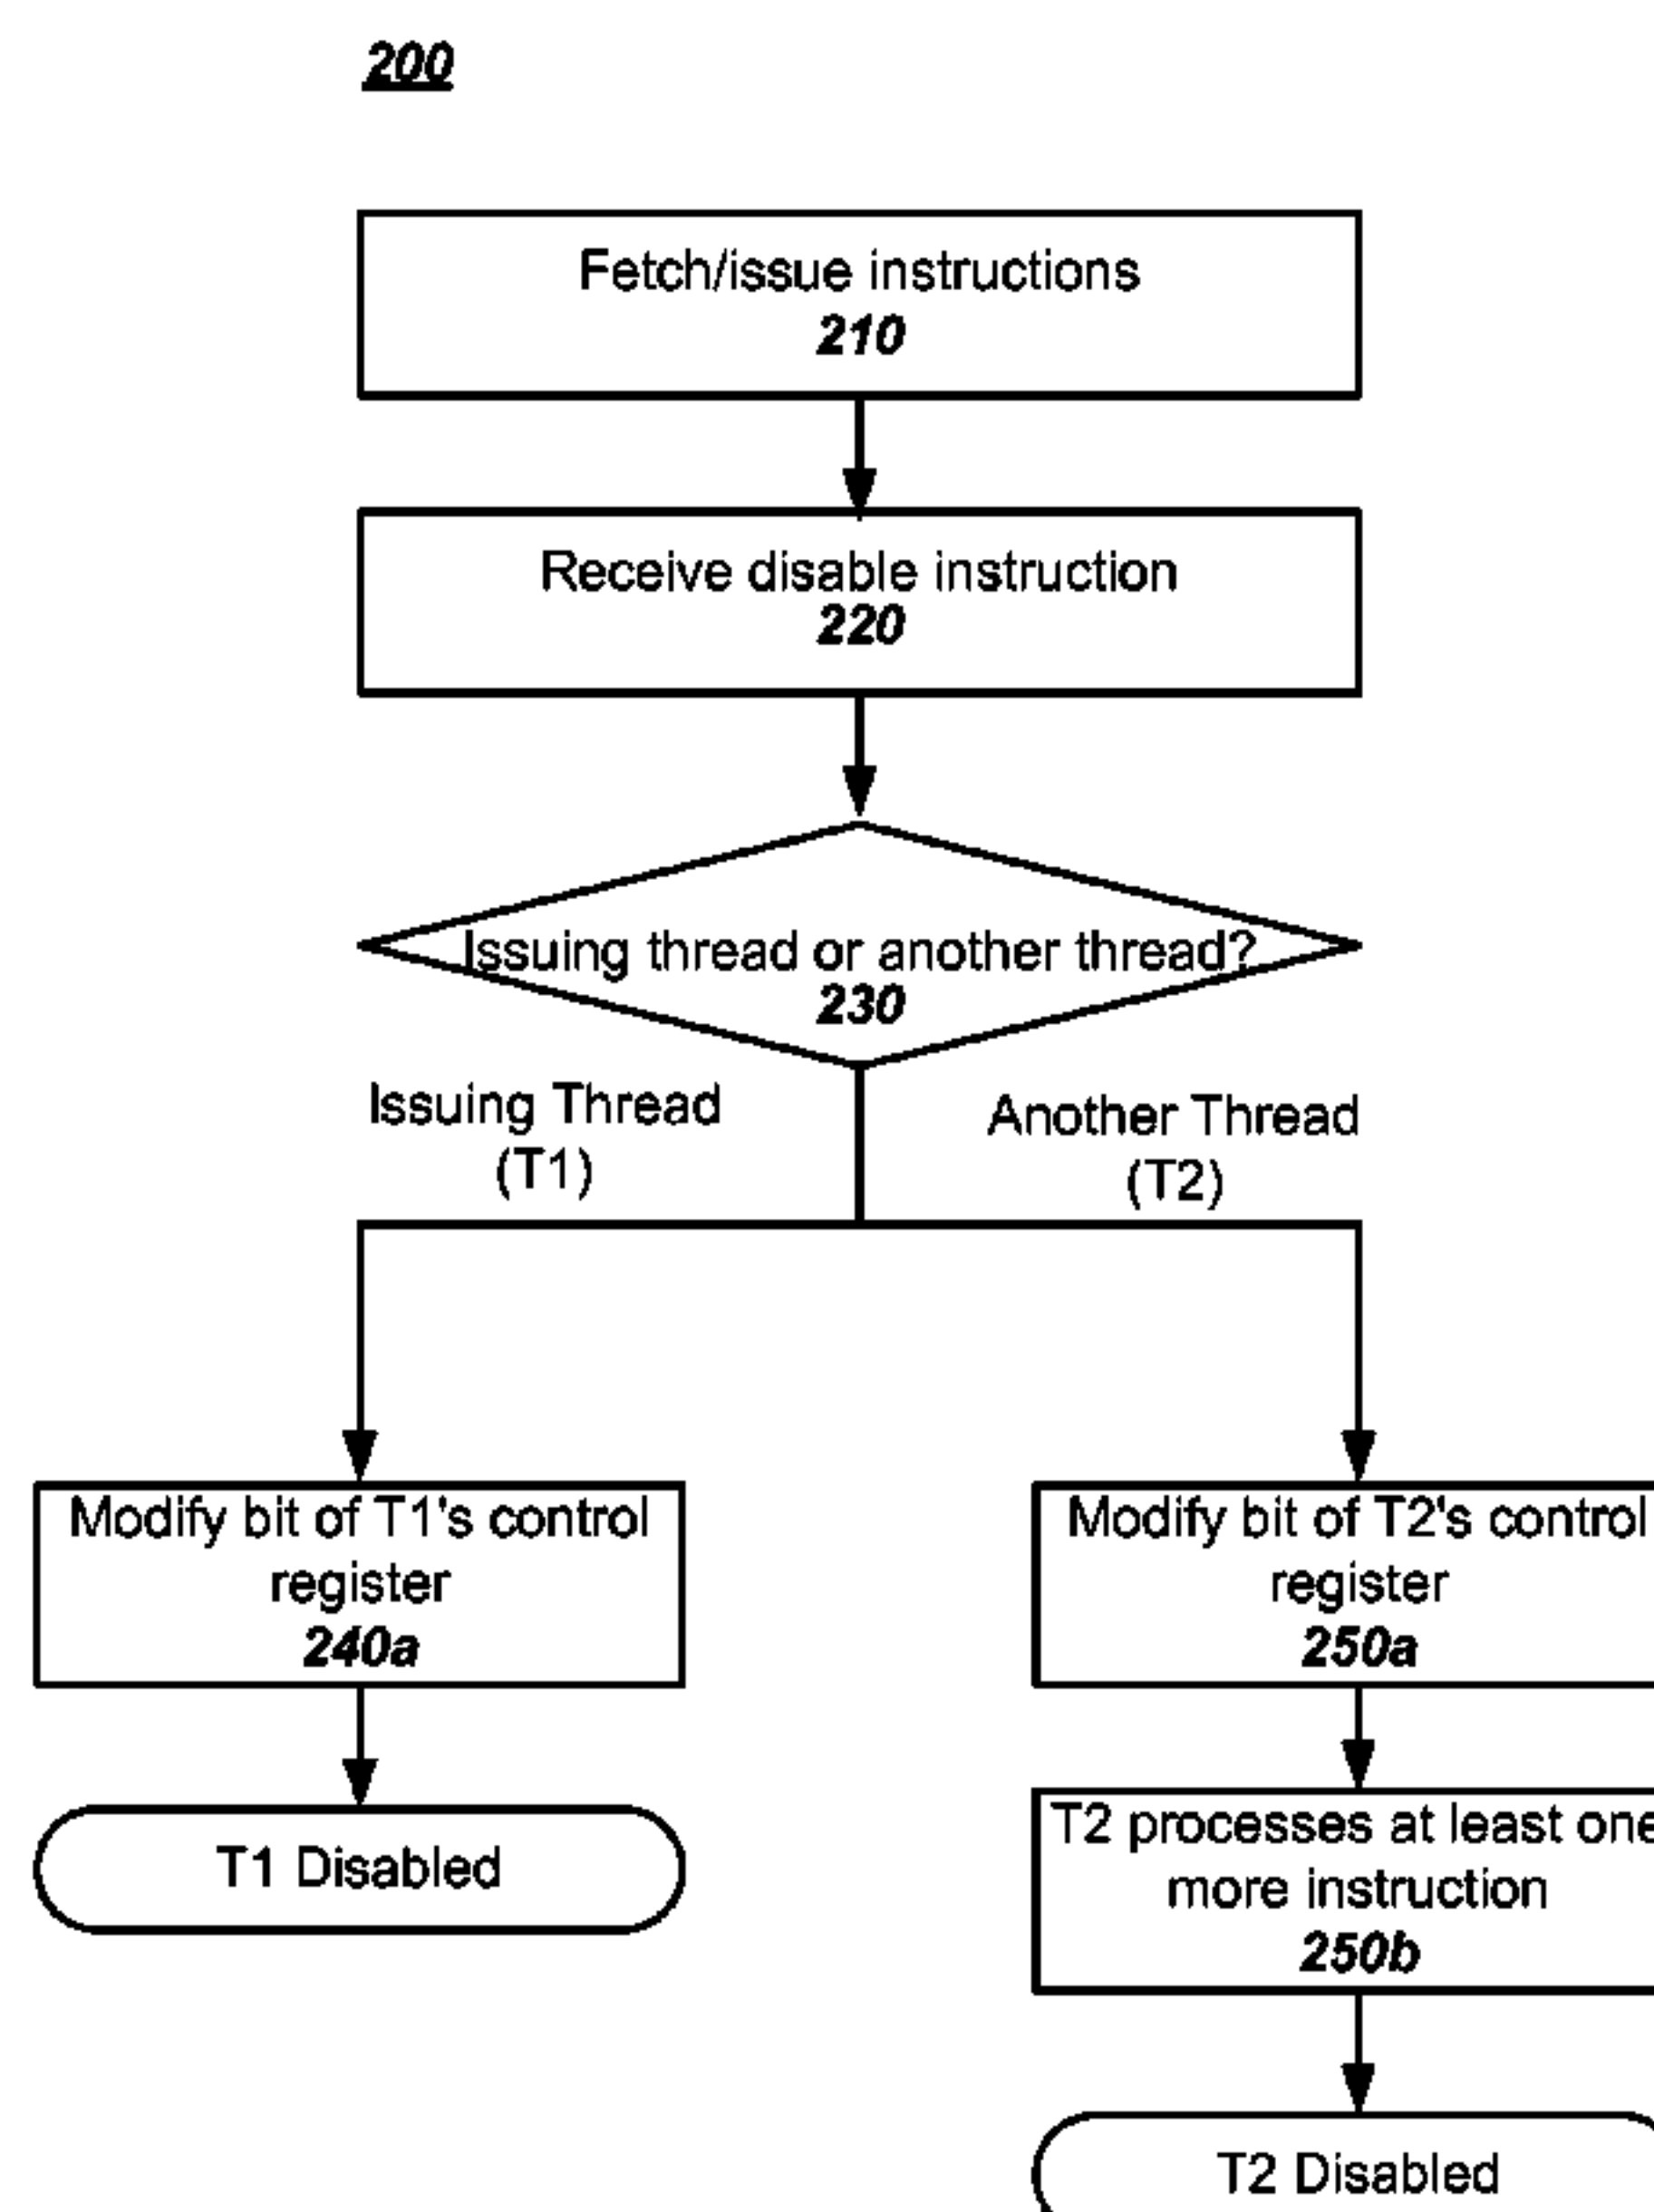 200
Fetch/issue instructions
210
Receive disable instruction
220
Issuing thread or another thread?
230
Issuing Thread
(T1)
Another Thread
(T2)
Modify bit of T1's control
register
240a
T1 Disabled
Modify bit of T2's control
register
250a
T2 processes at least one
more instruction
250b
T2 Disabled